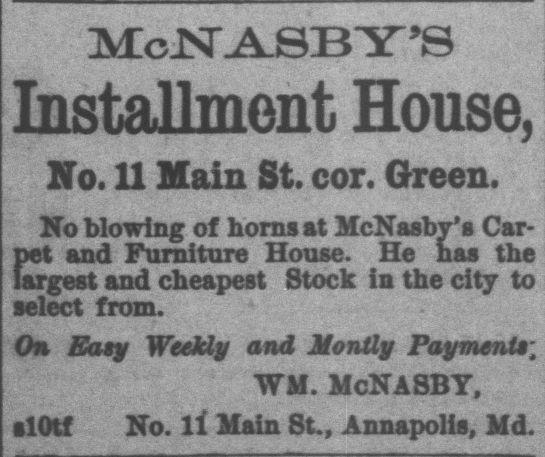 McNASBY'S
Installment House,
No. 11 Main St. cor. Green.
No blowing of horns at McNasby's Car-
pet and Furniture House. He has the
largest and cheapest Stock in the city to
select from.
On Easy Weekly and Montly Payments;
WM. McNASBY,
s10tf No. 11 Main St., Annapolis, Md.